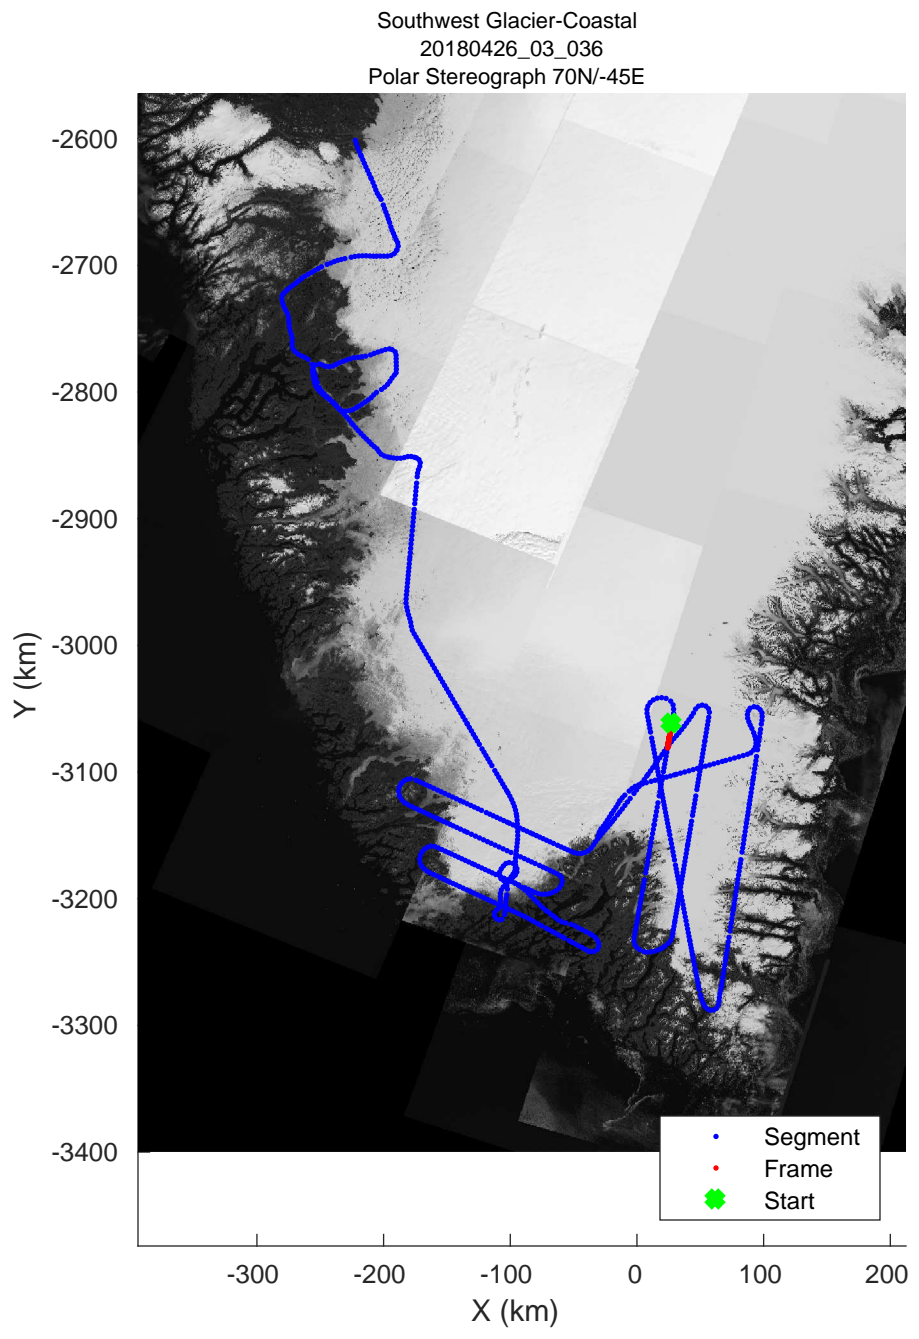 Southwest Glacier-Coastal
20180426_03_036
Polar Stereograph 70N/-45E
-2600
-2700
-2800
-2900
-3000
-3100
-3200
-3300
-3400
Y (km)
Segment
Frame
Start
-300
-200
-100
0
100
200
X (km)